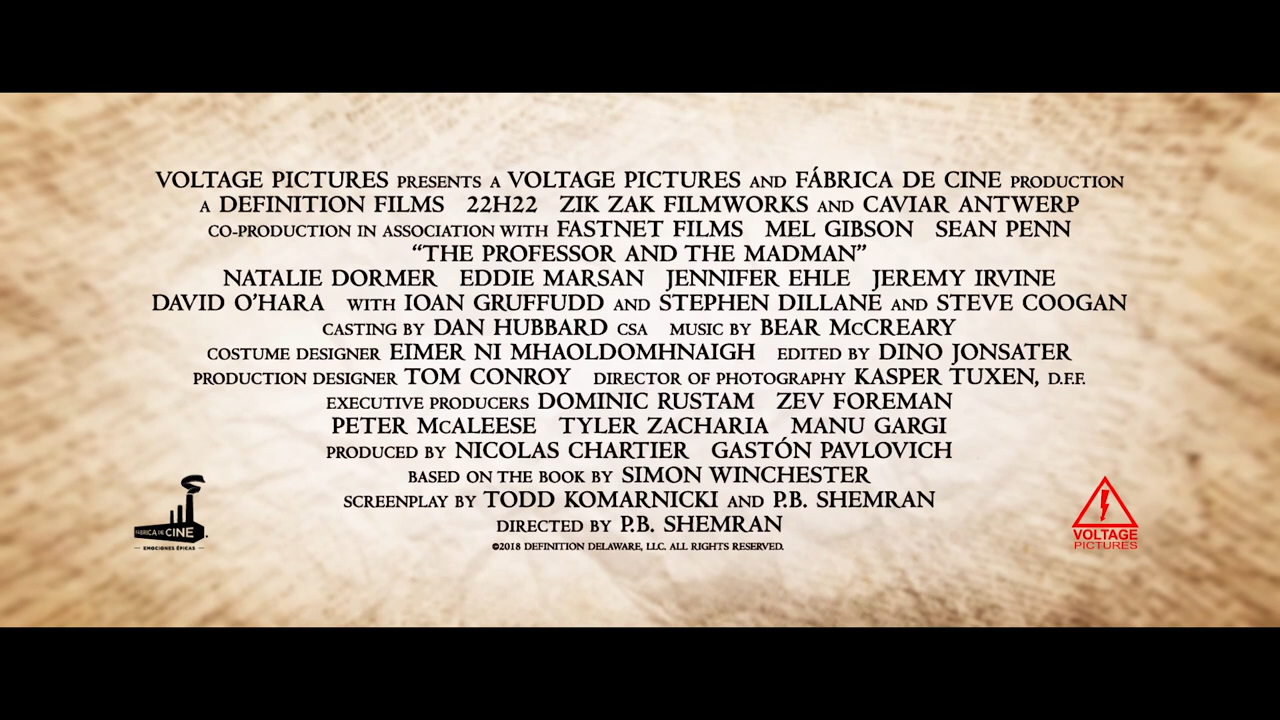 VOLTAGE PICTURES PRESENTS A VOLTAGE PICTURES AND FÁBRICA DE CINE PRODUCTION
A DEFINITION FILMS 22H22 ZIK ZAK FILMWORKS AND CAVIAR ANTWERP
CO-PRODUCTION IN ASSOCIATION WITH FASTNET FILMS MEL GIBSON SEAN PENN
“THE PROFESSOR AND THE MADMAN”
NATALIE DORMER EDDIE MARSAN JENNIFER EHLE JEREMY IRVINE
DAVID O’HARA WITH IOAN GRUFFUDD AND STEPHEN DILLANE AND STEVE COOGAN
CASTING BY DAN HUBBARD CSA MUSIC BY BEAR McCREARY
COSTUME DESIGNER EIMER NI MHAOLDOMHNAIGH EDITED BY DINO JONSATER
PRODUCTION DESIGNER TOM CONROY DIRECTOR OF PHOTOGRAPHY KASPER TUXEN, D.F.F.
EXECUTIVE PRODUCERS DOMINIC RUSTAM ZEV FOREMAN
PETER McALEESE TYLER ZACHARIA MANU GARGI
PRODUCED BY NICOLAS CHARTIER GASTÓN PAVLOVICH
BASED ON THE BOOK BY SIMON WINCHESTER
SCREENPLAY BY TODD KOMARNICKI AND P.B. SHEMRAN
DIRECTED BY P.B. SHEMRAN
©2018 DEFINITION DELAWARE, LLC. ALL RIGHTS RESERVED.
FÁBRICA DE CINE
EMOCIONES ÉPICAS
VOLTAGE
PICTURES